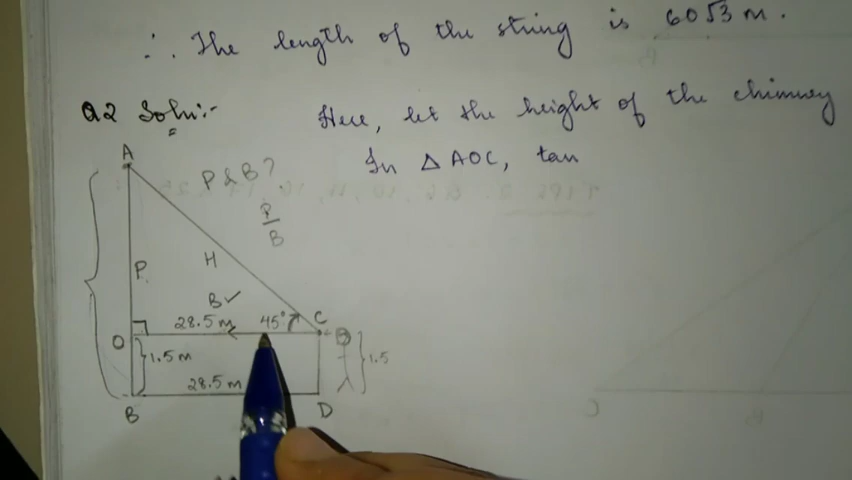 ∴ The length of the string is 60√3 m.
Q2 Soln:- Here, let the height of the chimney
In △AOC, tan
A
P & B?
P/B
P
H
B✓
28.5 m 45° C
O
1.5 m 1.5
28.5 m
B D